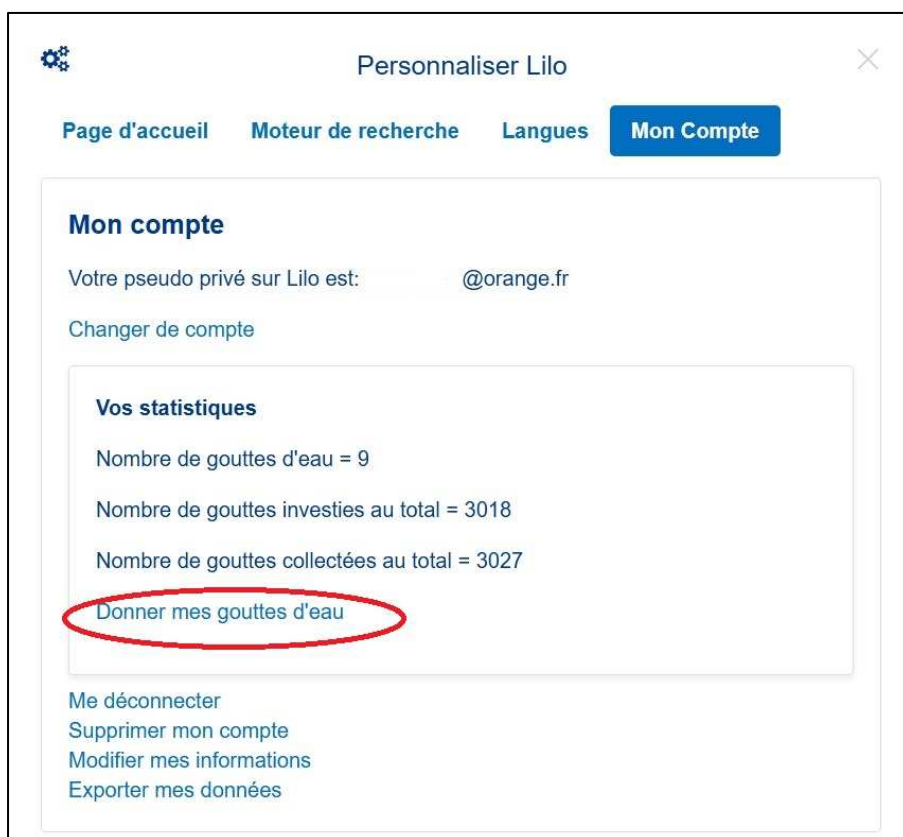 Personnaliser Lilo
Page d'accueil Moteur de recherche Langues Mon Compte
Mon compte
Votre pseudo privé sur Lilo est: @orange.fr
Changer de compte
Vos statistiques
Nombre de gouttes d'eau = 9
Nombre de gouttes investies au total = 3018
Nombre de gouttes collectées au total = 3027
Donner mes gouttes d'eau
Me déconnecter
Supprimer mon compte
Modifier mes informations
Exporter mes données